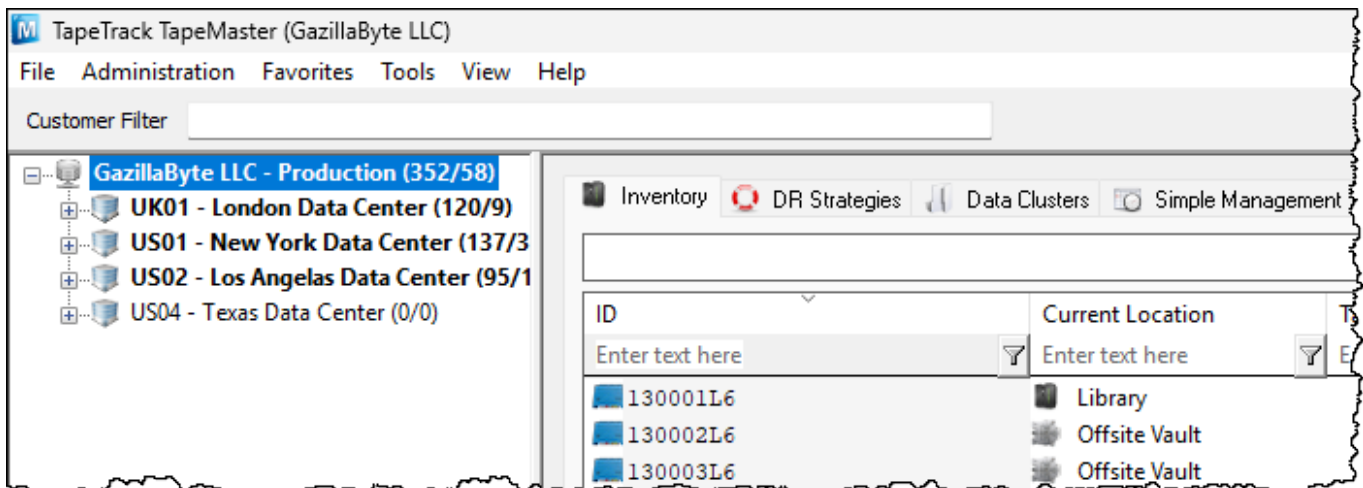 TapeTrack TapeMaster (GazillaByte LLC)
File Administration Favorites Tools View Help
Customer Filter
GazillaByte LLC - Production (352/58)
UK01 - London Data Center (120/9)
US01 - New York Data Center (137/3
US02 - Los Angelas Data Center (95/1
US04 - Texas Data Center (0/0)
Inventory DR Strategies Data Clusters Simple Management
ID Current Location
Enter text here Enter text here
130001L6 Library
130002L6 Offsite Vault
130003L6 Offsite Vault